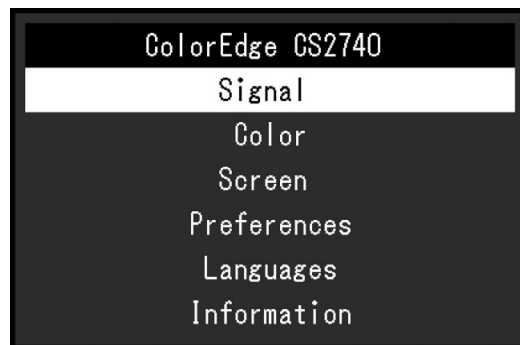 ColorEdge CS2740
Signal
Color
Screen
Preferences
Languages
Information